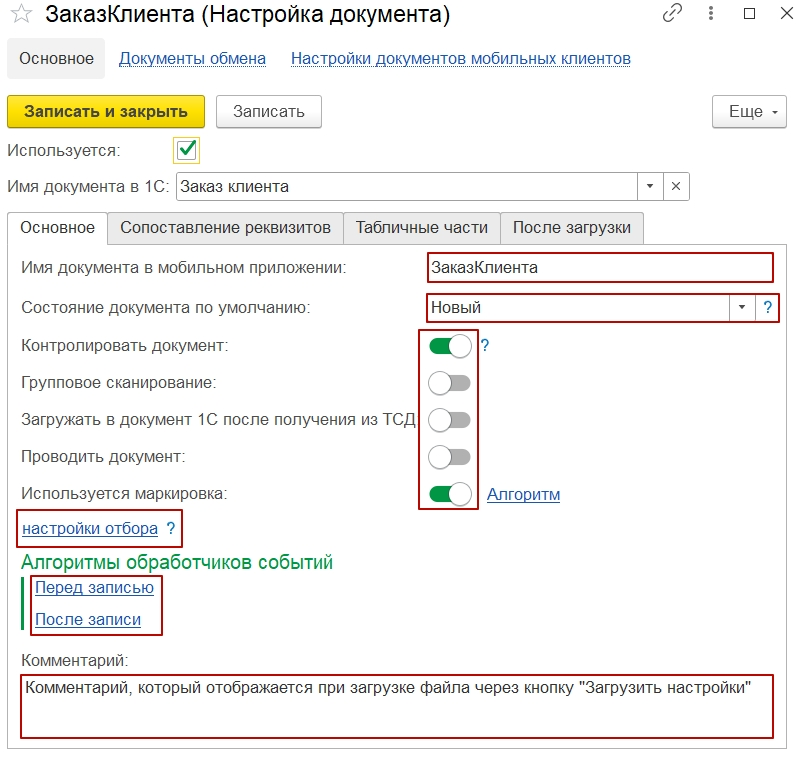 ЗаказКлиента (Настройка документа)
Основное Документы обмена Настройки документов мобильных клиентов
Записать и закрыть Записать Еще
Используется:
Имя документа в 1С: Заказ клиента
Основное Сопоставление реквизитов Табличные части После загрузки
Имя документа в мобильном приложении: ЗаказКлиента
Состояние документа по умолчанию: Новый ?
Контролировать документ: ?
Групповое сканирование:
Загружать в документ 1С после получения из ТСД
Проводить документ:
Используется маркировка: Алгоритм
настройки отбора ?
Алгоритмы обработчиков событий
Перед записью
После записи
Комментарий:
Комментарий, который отображается при загрузке файла через кнопку "Загрузить настройки"